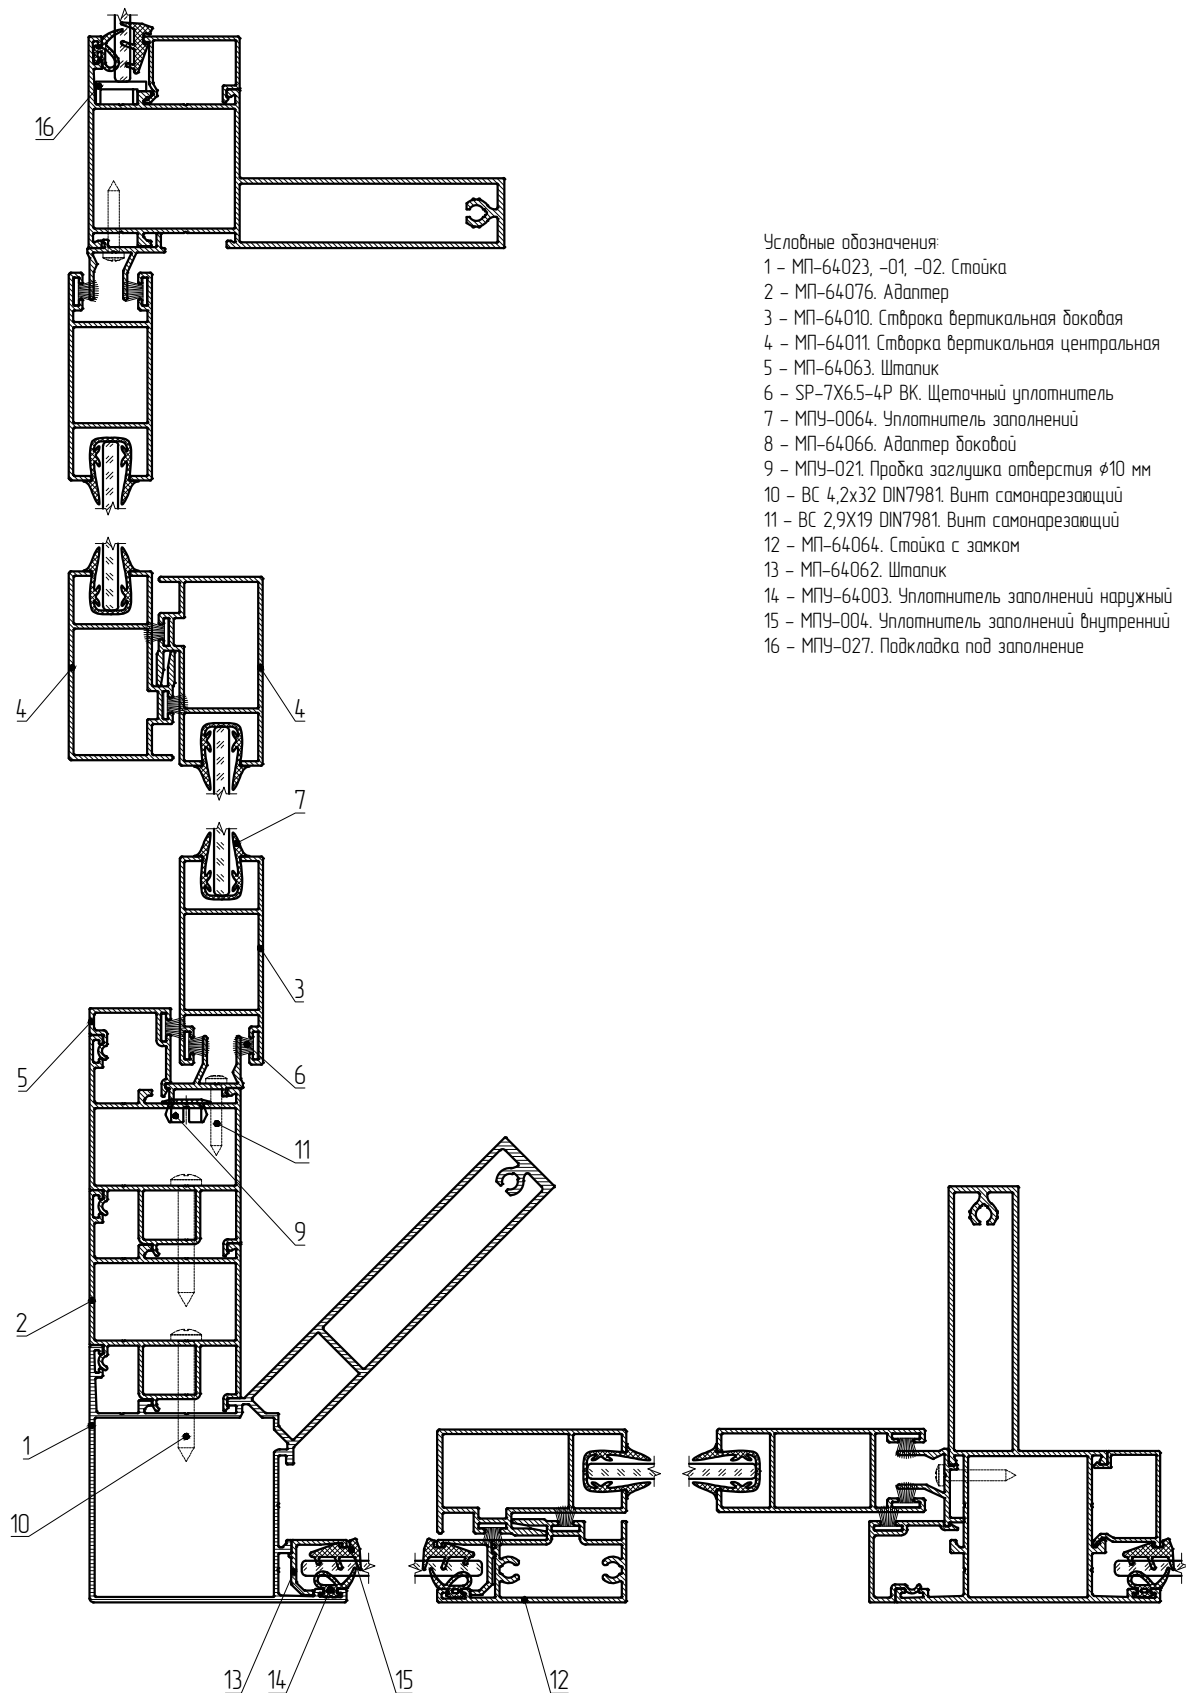 16
Условные обозначения:
1 - МП-64023, -01, -02. Стойка
2 - МП-64076. Адаптер
3 - МП-64010. Стврока вертикальная боковая
4 - МП-64011. Створка вертикальная центральная
5 - МП-64063. Штапик
6 - SP-7X6.5-4P BK. Щеточный уплотнитель
7 - МПУ-0064. Уплотнитель заполнений
8 - МП-64066. Адаптер боковой
9 - МПУ-021. Пробка заглушка отверстия ⌀10 мм
10 - ВС 4,2х32 DIN7981. Винт самонарезающий
11 - ВС 2,9Х19 DIN7981. Винт самонарезающий
12 - МП-64064. Стойка с замком
13 - МП-64062. Штапик
14 - МПУ-64003. Уплотнитель заполнений наружный
15 - МПУ-004. Уплотнитель заполнений внутренний
16 - МПУ-027. Подкладка под заполнение
4 4
7
3
5 6
11
9
2
1
10
13 14 15 12